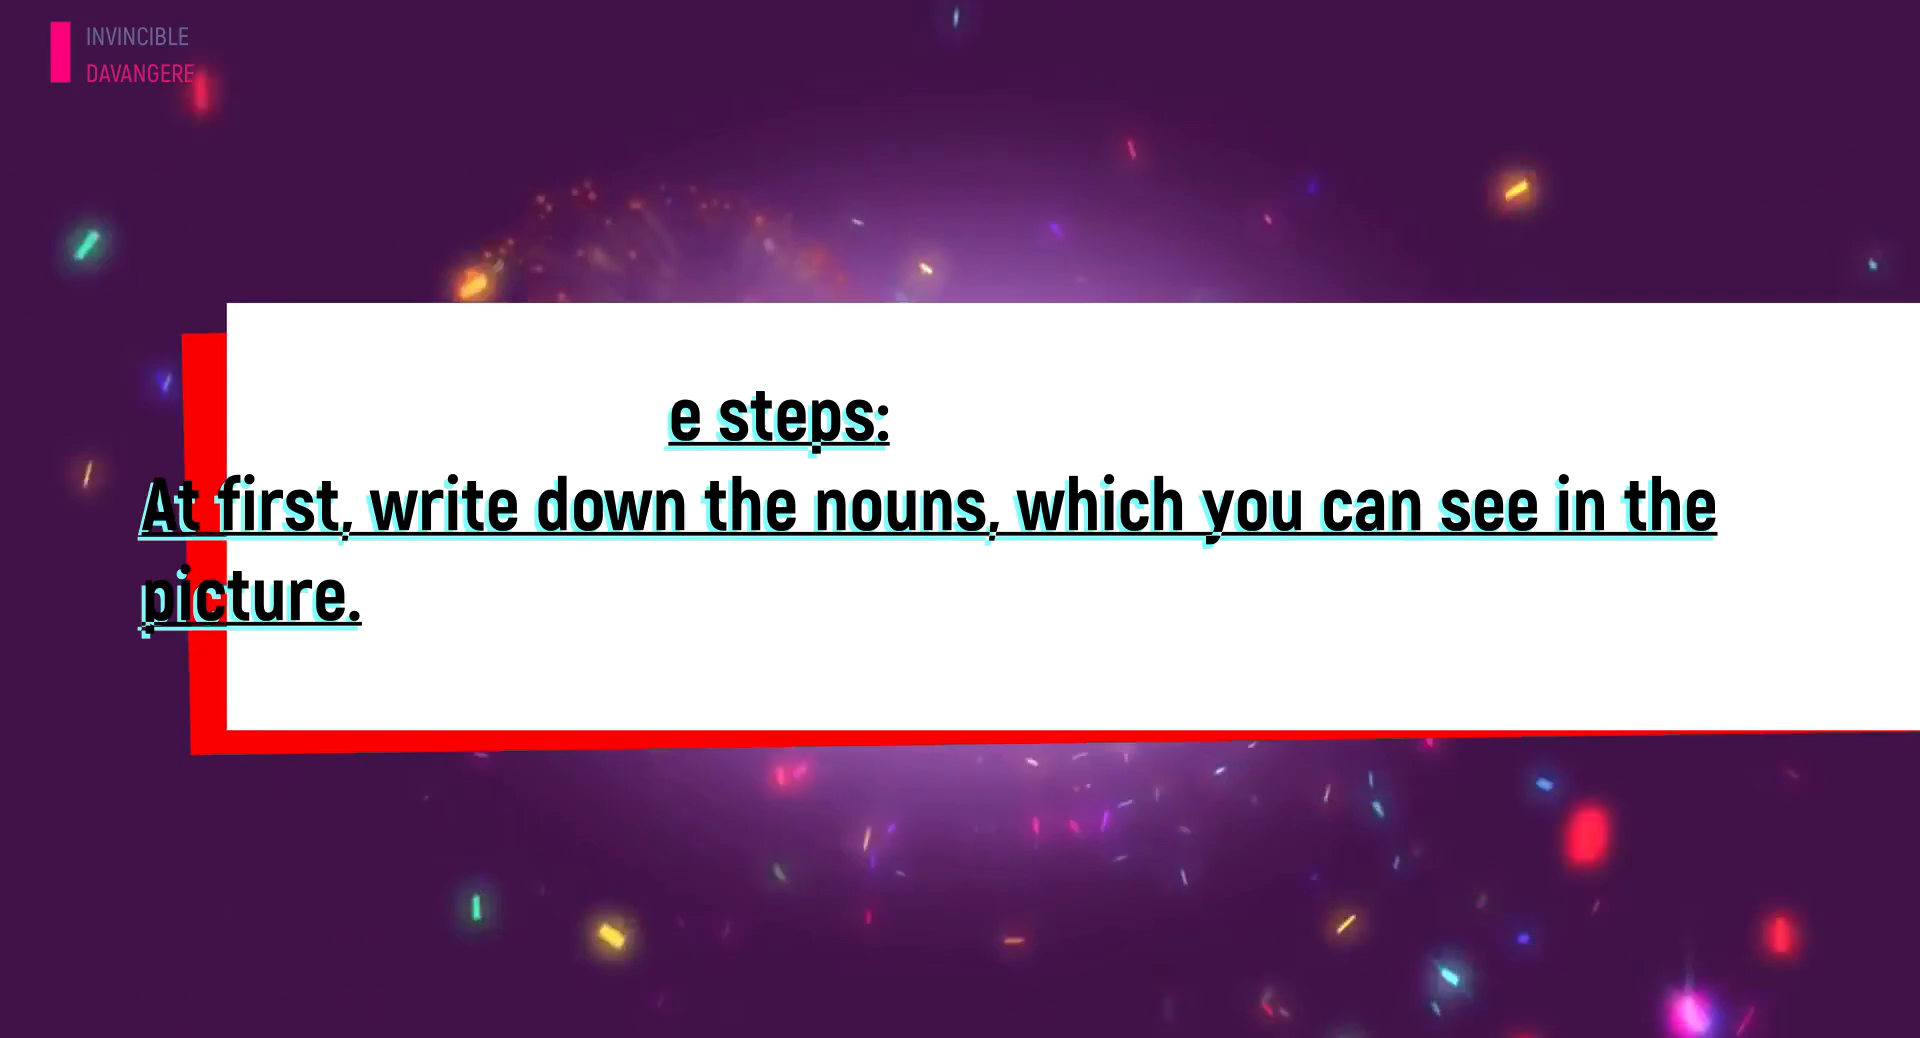 INVINCIBLE
DAVANGERE
e steps:
At first, write down the nouns, which you can see in the
picture.